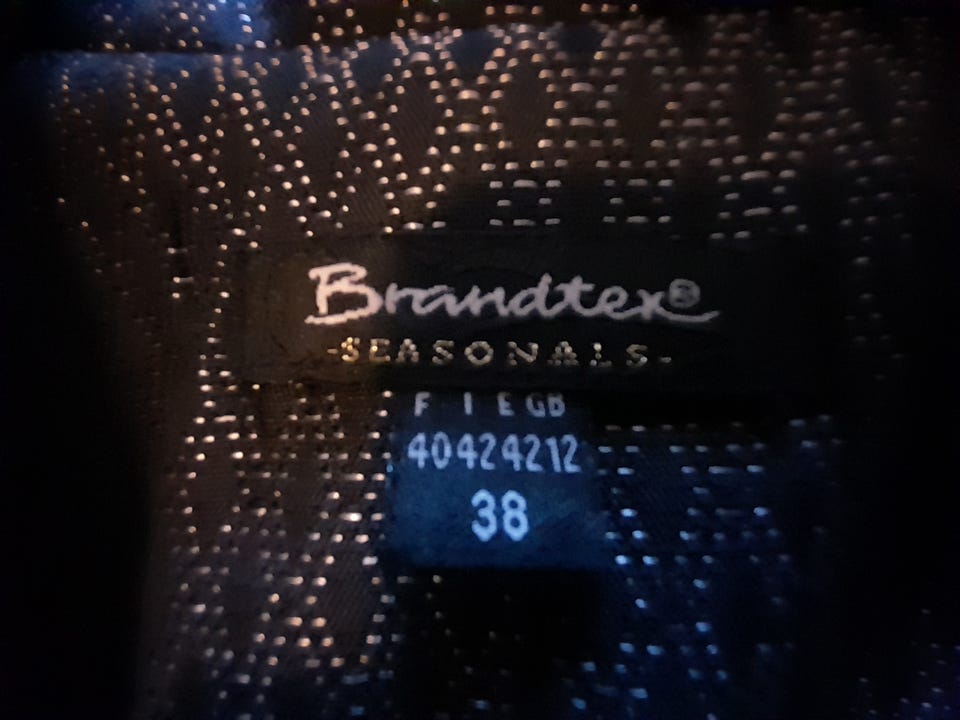 Brandtex®
-SEASONALS-
F I E GB
40424212
38